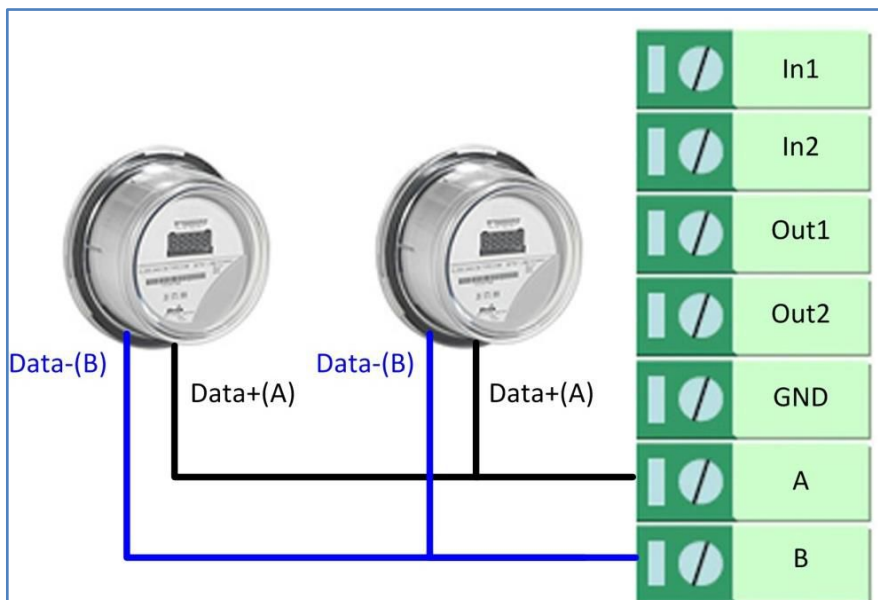 In1
In2
Out1
Out2
Data-(B)
Data-(B)
Data+(A)
Data+(A)
GND
A
B